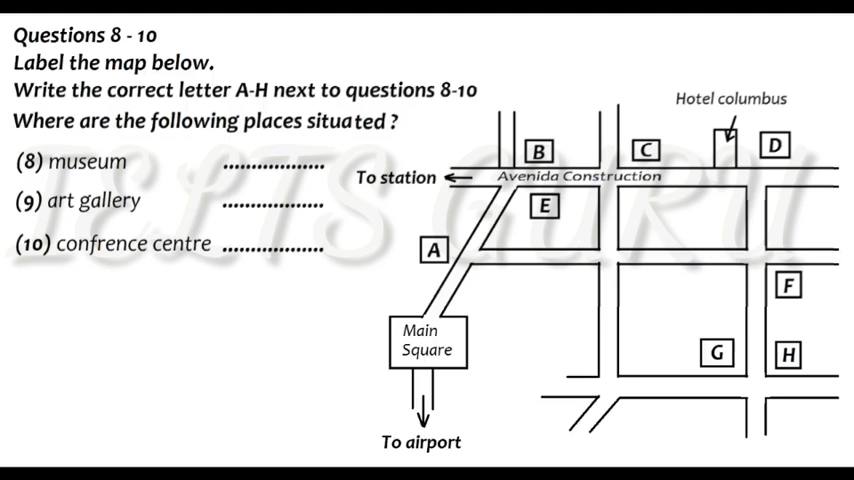 Questions 8 - 10
Label the map below.
Write the correct letter A-H next to questions 8-10
Where are the following places situated ?
(8) museum ..................
(9) art gallery ..................
(10) confrence centre ..................
Hotel columbus
B
C
D
To station
Avenida Construction
E
A
F
Main
Square
G
H
To airport
IELTS GURU